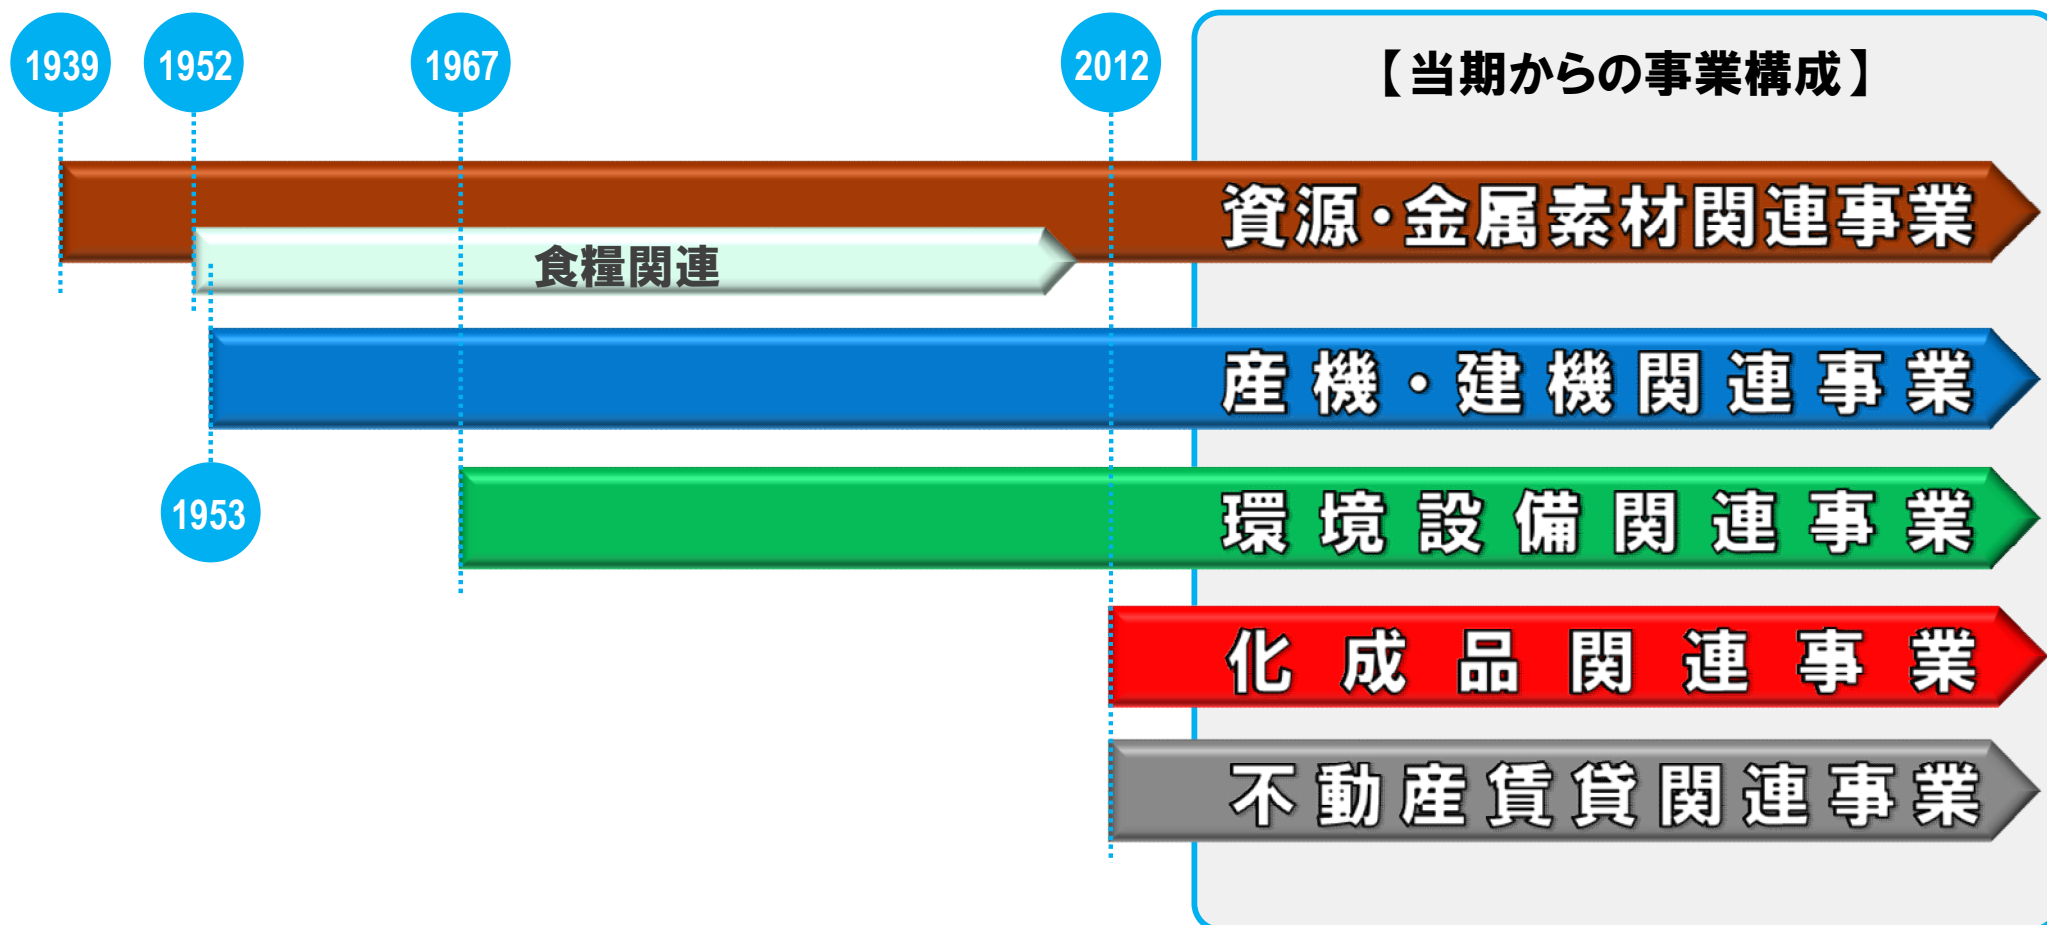 1939
1952
1967
2012
【当期からの事業構成】
資源・金属素材関連事業
食糧関連
産機・建機関連事業
1953
環境設備関連事業
化成品関連事業
不動産賃貸関連事業